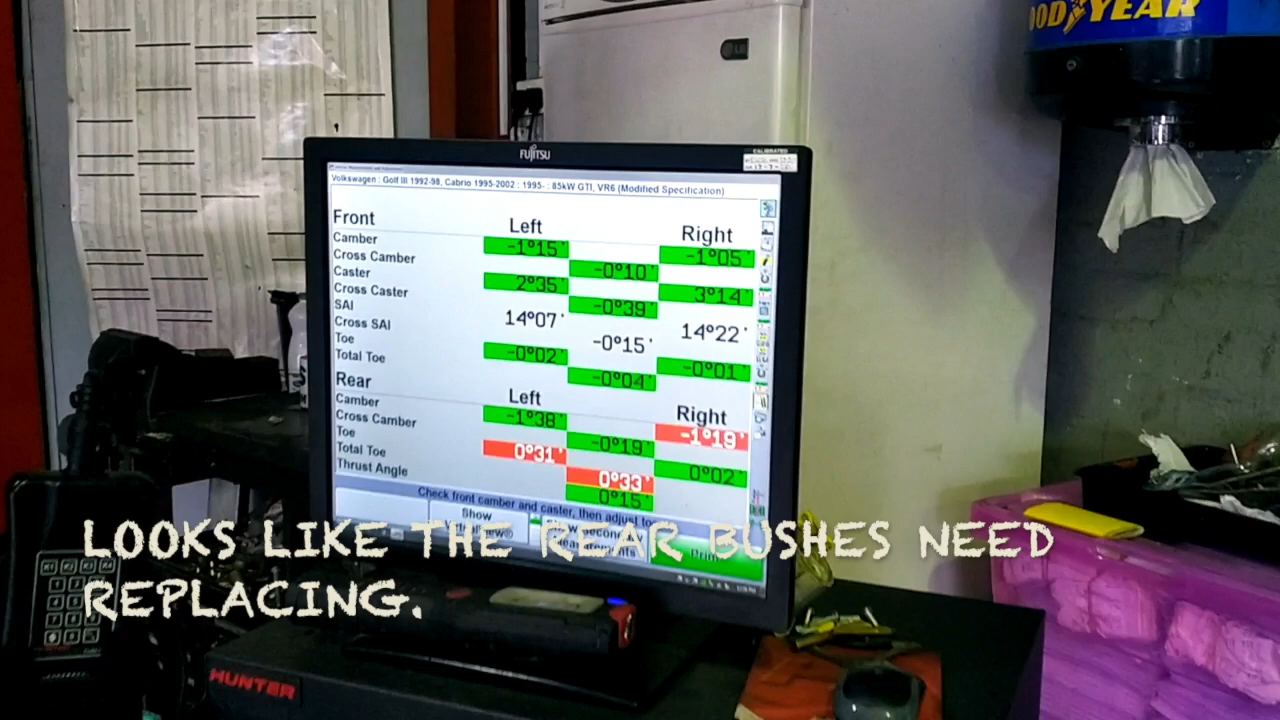 GOODYEAR
LG
FUJITSU
CALIBRATED
Volkswagen : Golf III 1992-98, Cabrio 1995-2002 : 1995- : 85kW GTI, VR6 (Modified Specification)
Front Left Right
Camber -1°15' -1°05'
Cross Camber -0°10'
Caster 2°35' 3°14'
Cross Caster -0°39'
SAI 14°07' 14°22'
Cross SAI -0°15'
Toe -0°02' -0°01'
Total Toe -0°04'
Rear Left Right
Camber -1°38' -1°19'
Cross Camber -0°19'
Toe 0°31' 0°02'
Total Toe 0°33'
Thrust Angle 0°15'
Check front camber and caster, then adjust toe
Show
Print
LOOKS LIKE THE REAR BUSHES NEED
REPLACING.
HUNTER